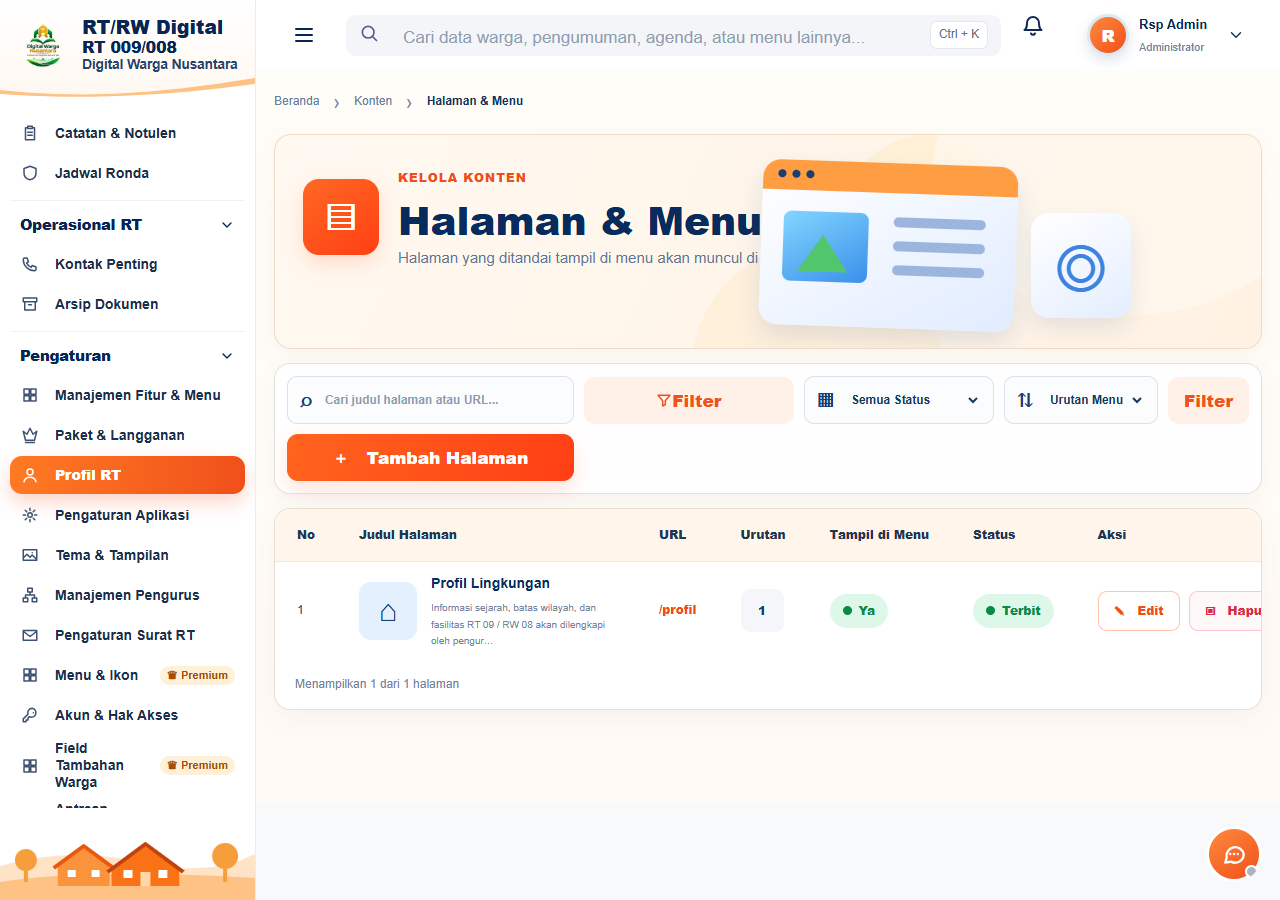 RT/RW Digital
RT 009/008
Digital Warga Nusantara
Digital Warga
Nusantara
Cari data warga, pengumuman, agenda, atau menu lainnya...
Ctrl + K
R
Rsp Admin
Administrator
Catatan & Notulen
Jadwal Ronda
Operasional RT
Kontak Penting
Arsip Dokumen
Pengaturan
Manajemen Fitur & Menu
Paket & Langganan
Profil RT
Pengaturan Aplikasi
Tema & Tampilan
Manajemen Pengurus
Pengaturan Surat RT
Menu & Ikon
Premium
Akun & Hak Akses
Field
Tambahan
Warga
Premium
Beranda › Konten › Halaman & Menu
KELOLA KONTEN
Halaman & Menu
Halaman yang ditandai tampil di menu akan muncul di
Cari judul halaman atau URL...
Filter
Semua Status
Urutan Menu
Filter
+ Tambah Halaman
No Judul Halaman URL Urutan Tampil di Menu Status Aksi
1
Profil Lingkungan
Informasi sejarah, batas wilayah, dan
fasilitas RT 09 / RW 08 akan dilengkapi
oleh pengur...
/profil
1
Ya
Terbit
Edit
Hapu
Menampilkan 1 dari 1 halaman